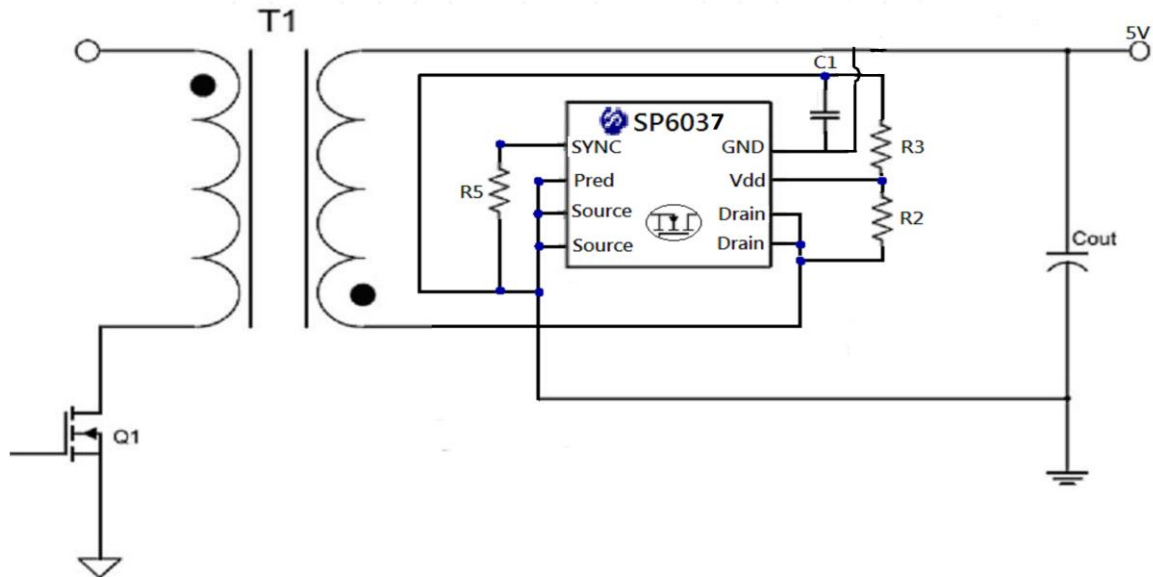 T1
5V
C1
SP6037
SYNC
GND
R3
R5
Pred
Vdd
Source
Drain
R2
Source
Drain
Cout
Q1